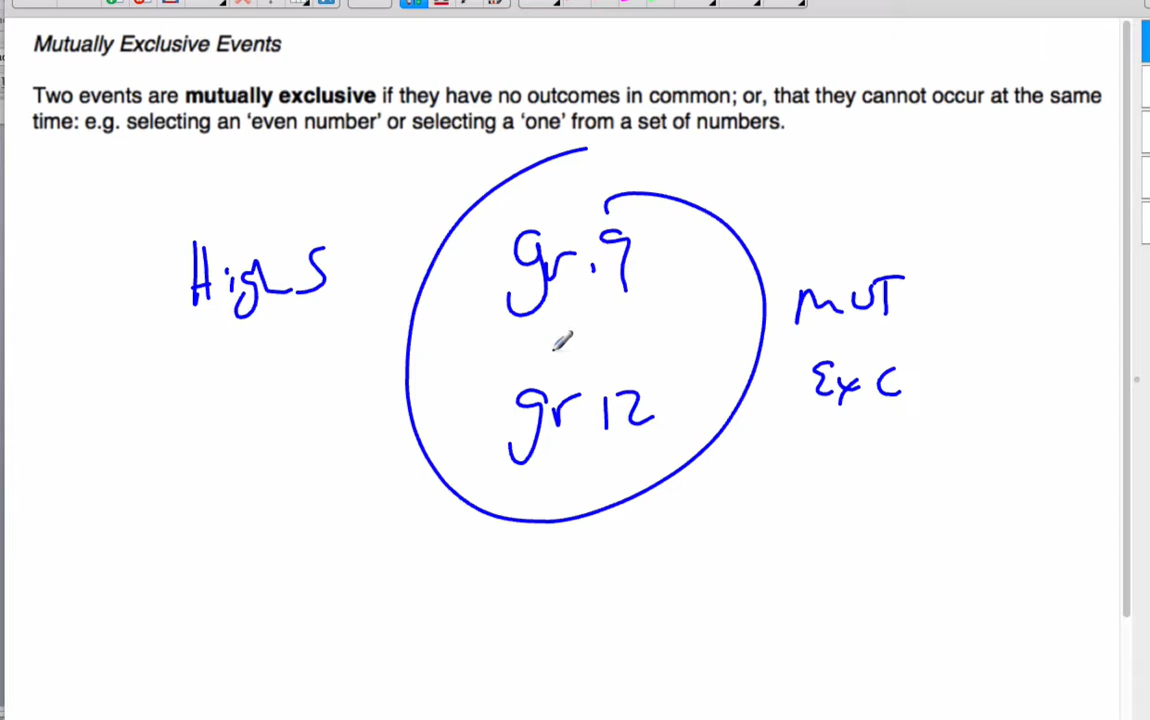 Mutually Exclusive Events
Two events are mutually exclusive if they have no outcomes in common; or, that they cannot occur at the same
time: e.g. selecting an ‘even number’ or selecting a ‘one’ from a set of numbers.
gr. 9
High S
MUT
Exc
gr 12